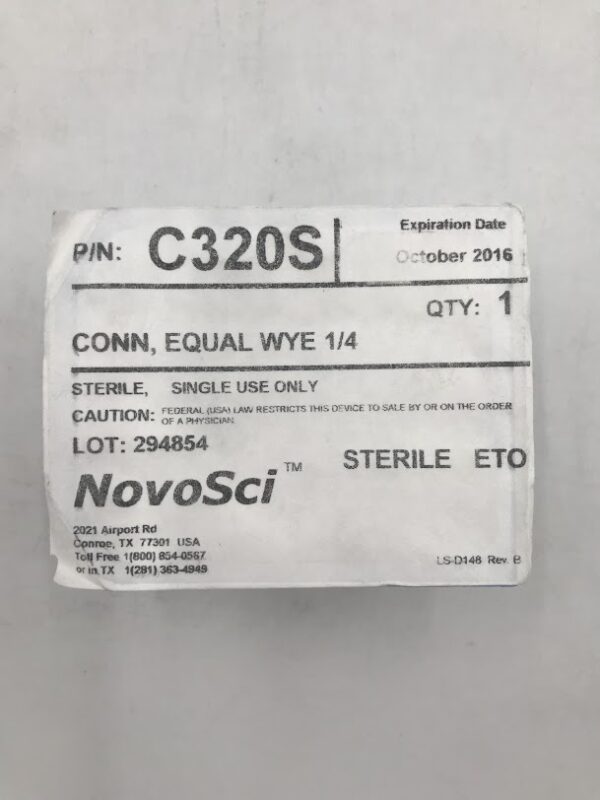 P/N: C320S
Expiration Date
October 2016
QTY: 1
CONN, EQUAL WYE 1/4
STERILE, SINGLE USE ONLY
CAUTION: FEDERAL (USA) LAW RESTRICTS THIS DEVICE TO SALE BY OR ON THE ORDER
OF A PHYSICIAN.
LOT: 294854
STERILE ETO
NovoSci™
2021 Airport Rd
Conroe, TX 77301 USA
Toll Free 1(800) 854-0567
or in TX 1(281) 363-4949
LS-D148 Rev. B